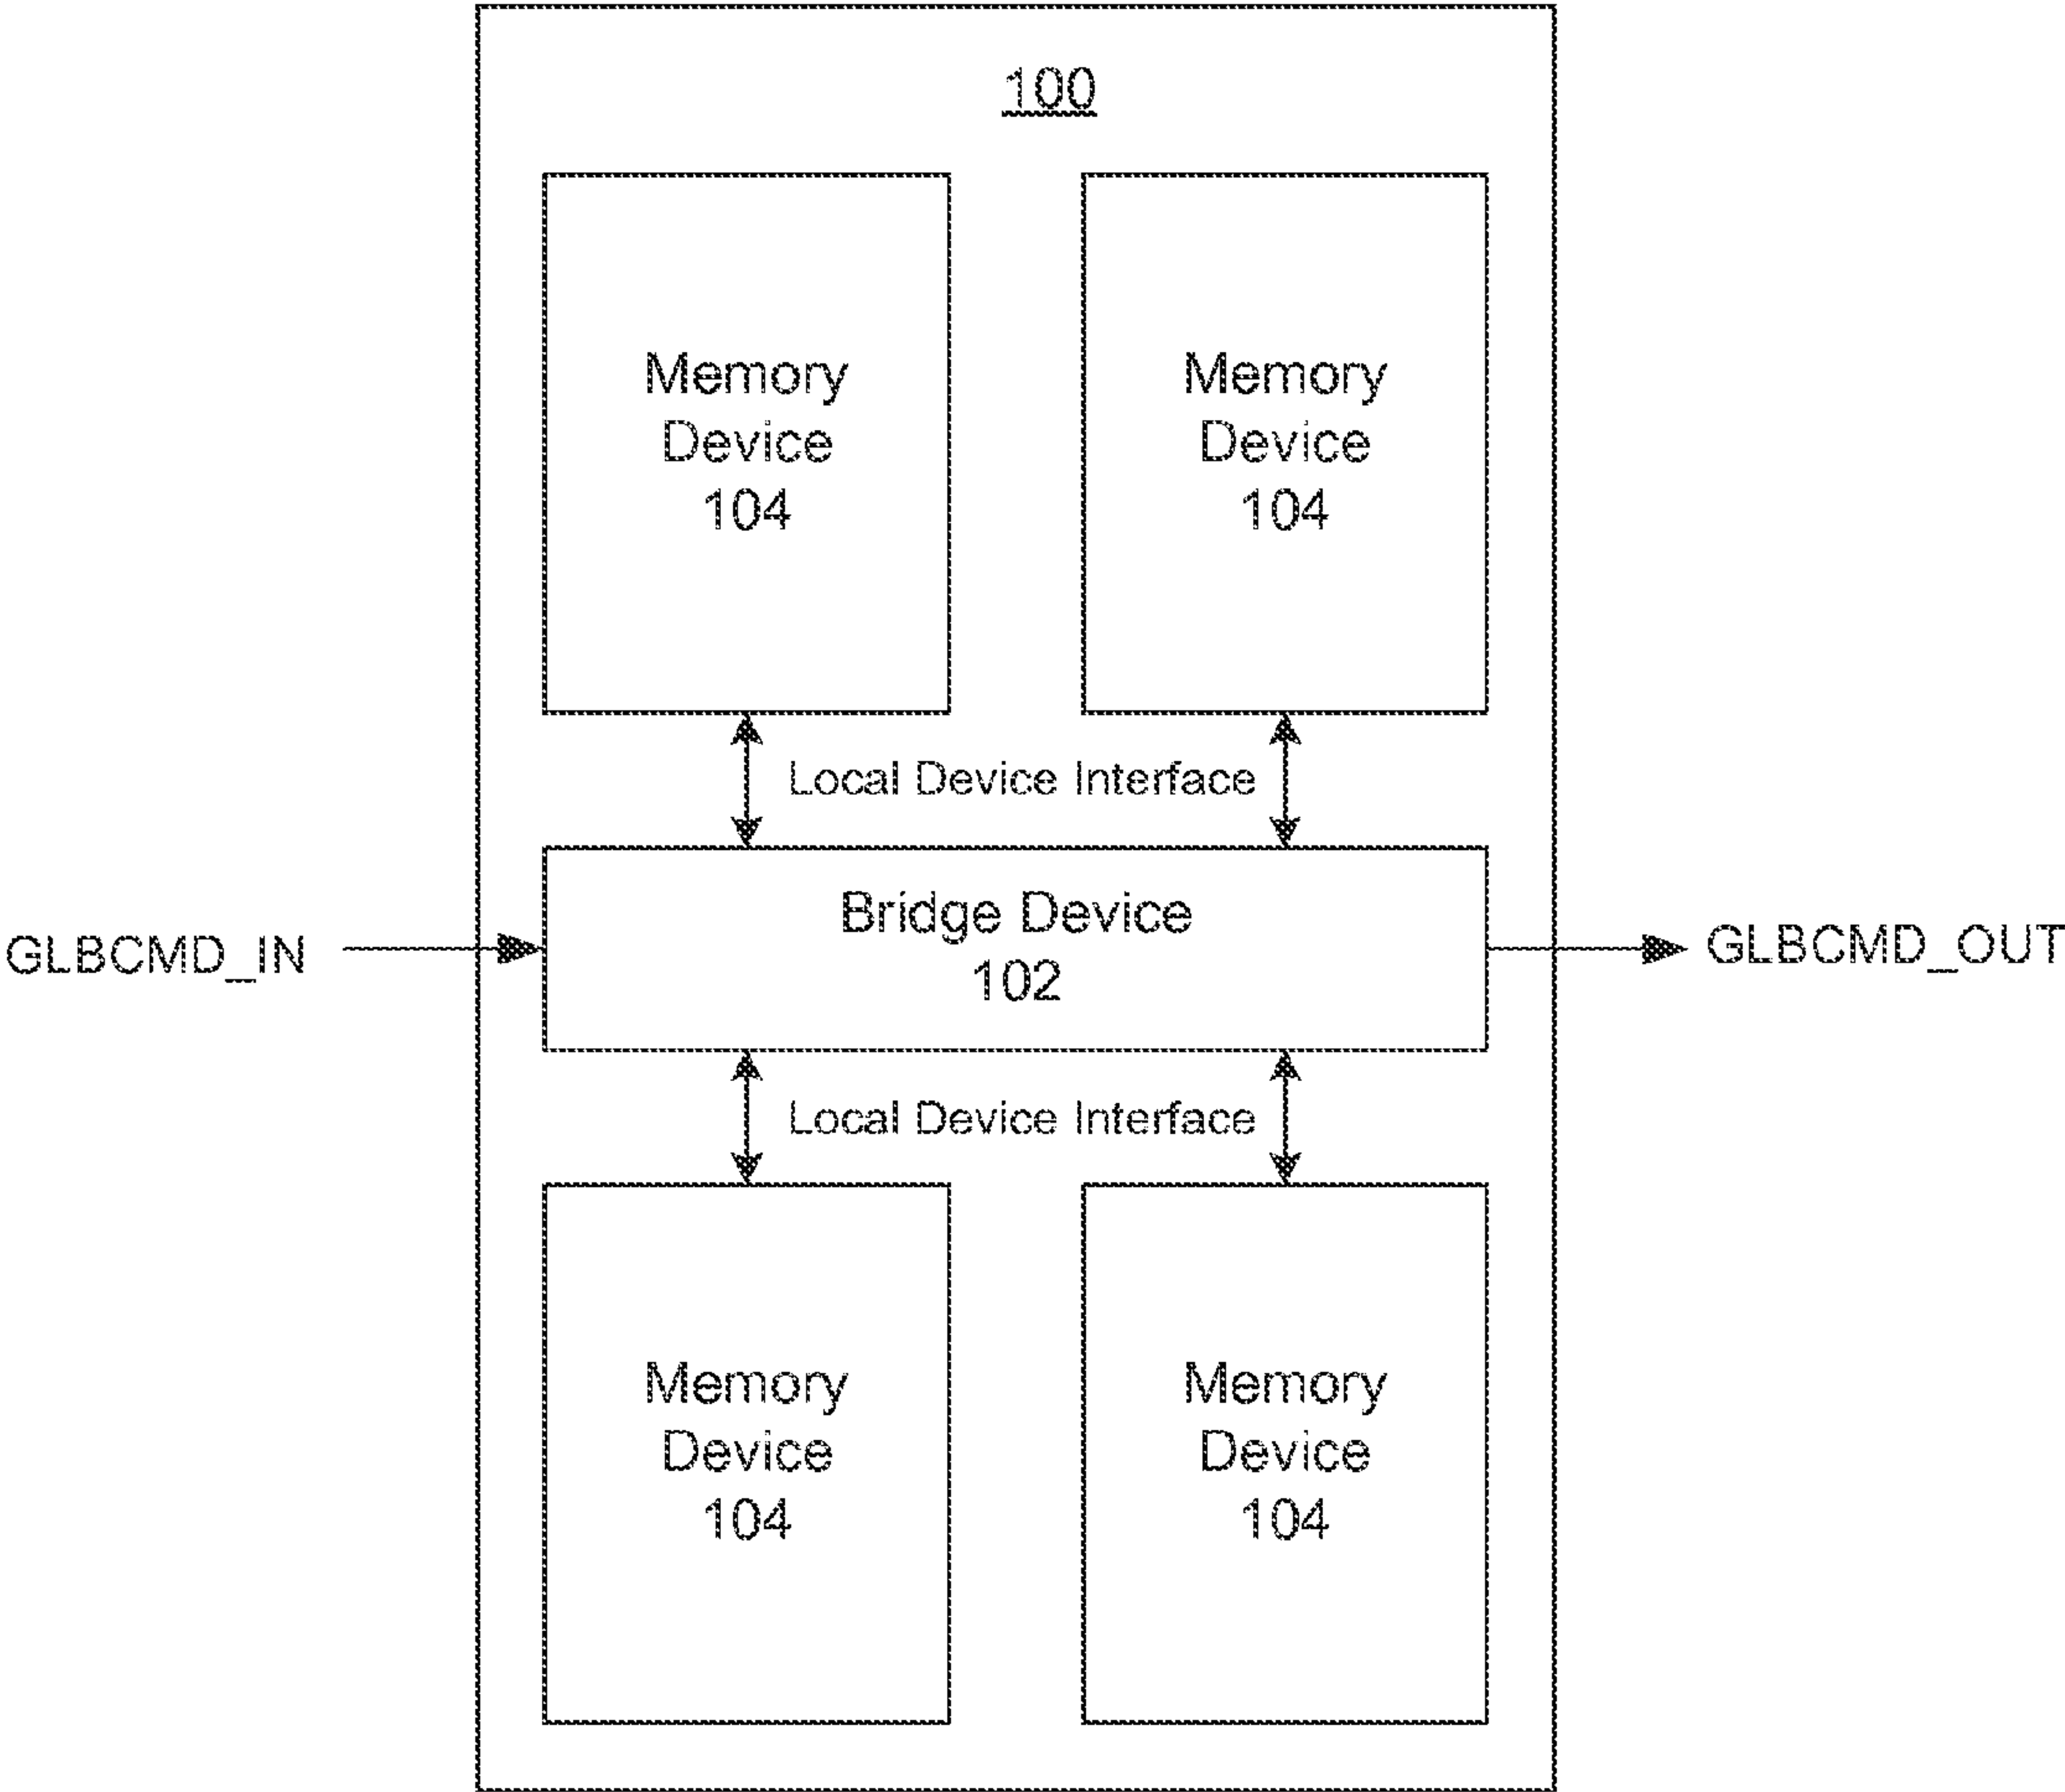 100
Memory
Device
104
Memory
Device
104
Local Device Interface
GLBCMD_IN
Bridge Device
102
GLBCMD_OUT
Local Device Interface
Memory
Device
104
Memory
Device
104